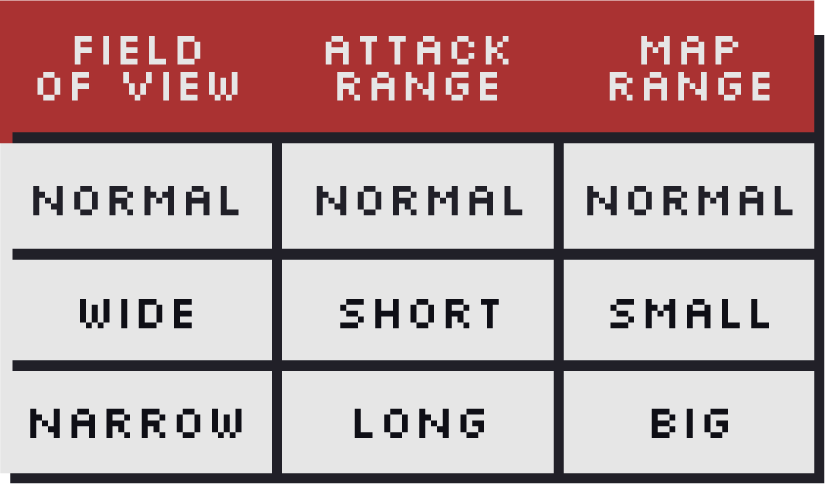 FIELD OF VIEW ATTACK RANGE MAP RANGE
NORMAL NORMAL NORMAL
WIDE SHORT SMALL
NARROW LONG BIG